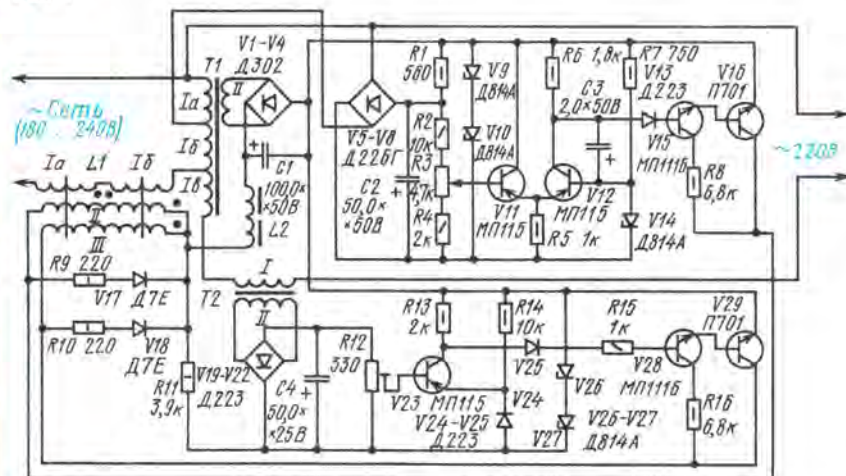 V1-V4
Д302
T1
II
Iа
Iб
Iв
~Сеть
(180...240В)
Iа
L1
Iб
II
III
C1
100,0×
×50В
L2
R9 220
V17
Д7Е
R10 220
V18
Д7Е
R11
3,9к
T2
I
II
V19-V22
Д223
V5-V8
Д226Г
C2
50,0×
×50В
R1
560
R2
10к
R3
4,7к
R4
2к
V9
Д814А
V10
Д814А
V11
МП115
R5 1к
R6 1,8к
C3
2,0×50В
V12
МП115
R7 750
V13
Д223
V14
Д814А
V15
МП111Б
V16
П701
R8
6,8к
~220В
C4
50,0×
×25В
R12
330
R13
2к
V23
МП115
V24-V25
Д223
R14
10к
V25
V24
V26
V27
V26-V27
Д814А
R15
1к
V28
МП111Б
V29
П701
R16
6,8к